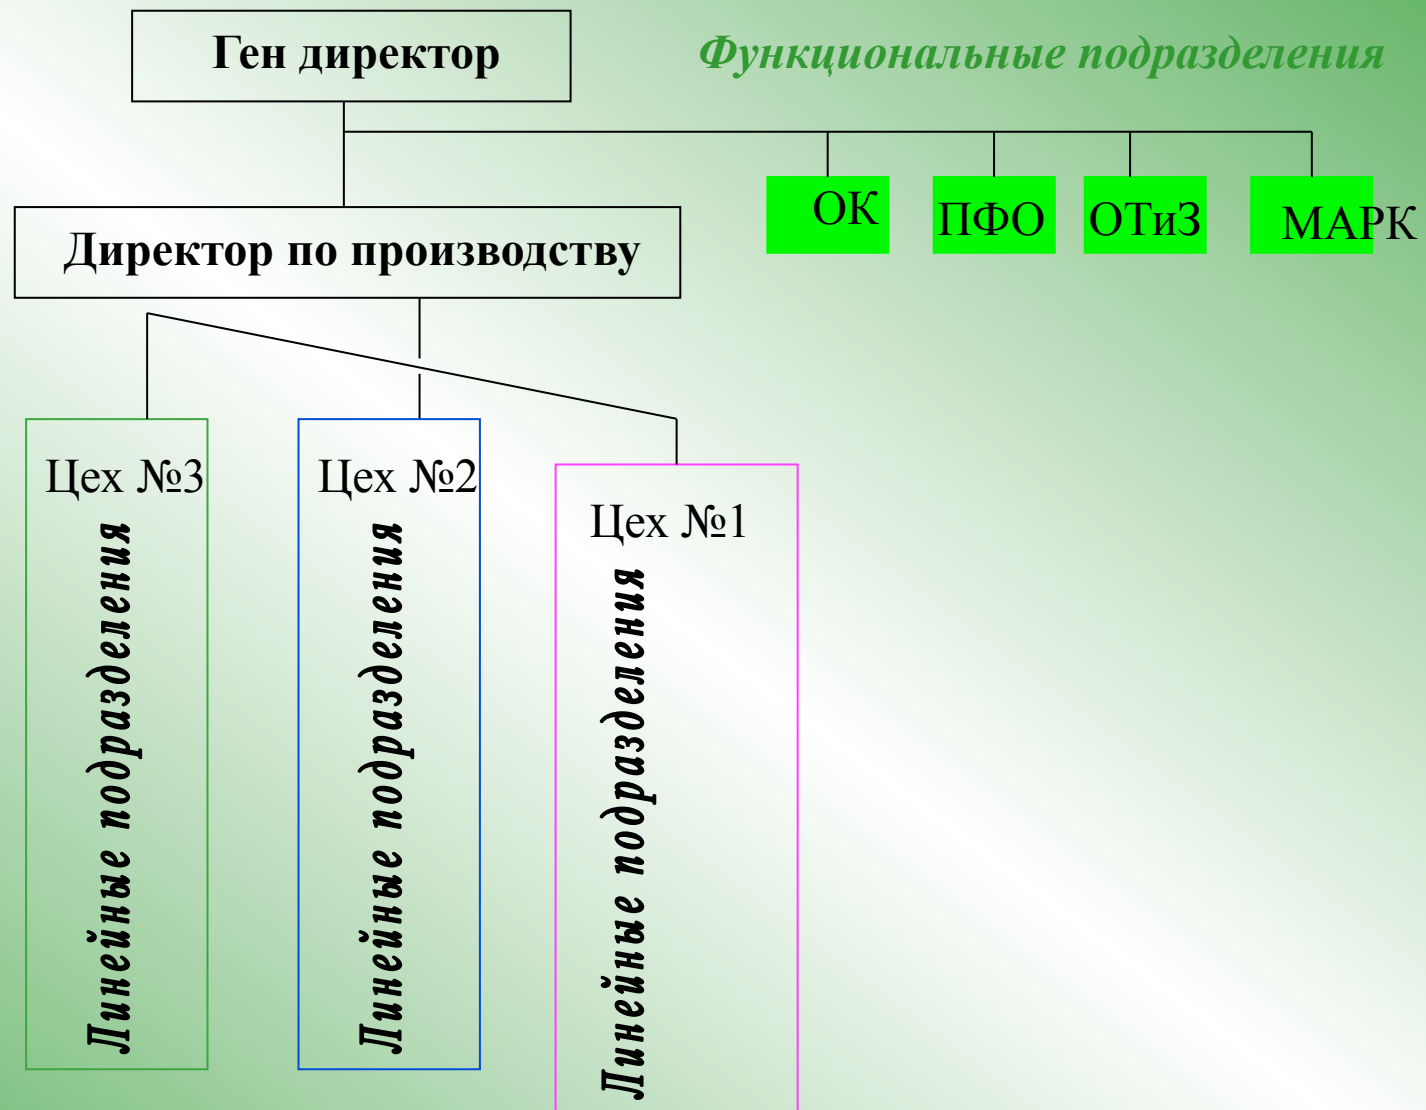 Ген директор
Функциональные подразделения
ОК
ПФО
ОТиЗ
МАРК
Директор по производству
Цех №3
Линейные подразделения
Цех №2
Линейные подразделения
Цех №1
Линейные подразделения